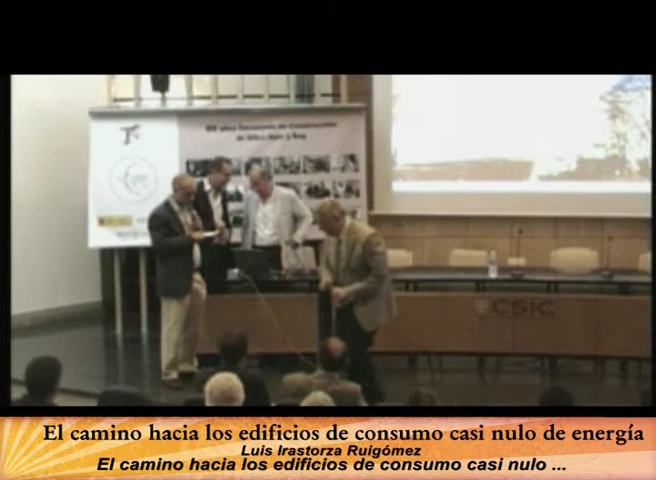 CSIC
El camino hacia los edificios de consumo casi nulo de energía
Luis Irastorza Ruigómez
El camino hacia los edificios de consumo casi nulo ...